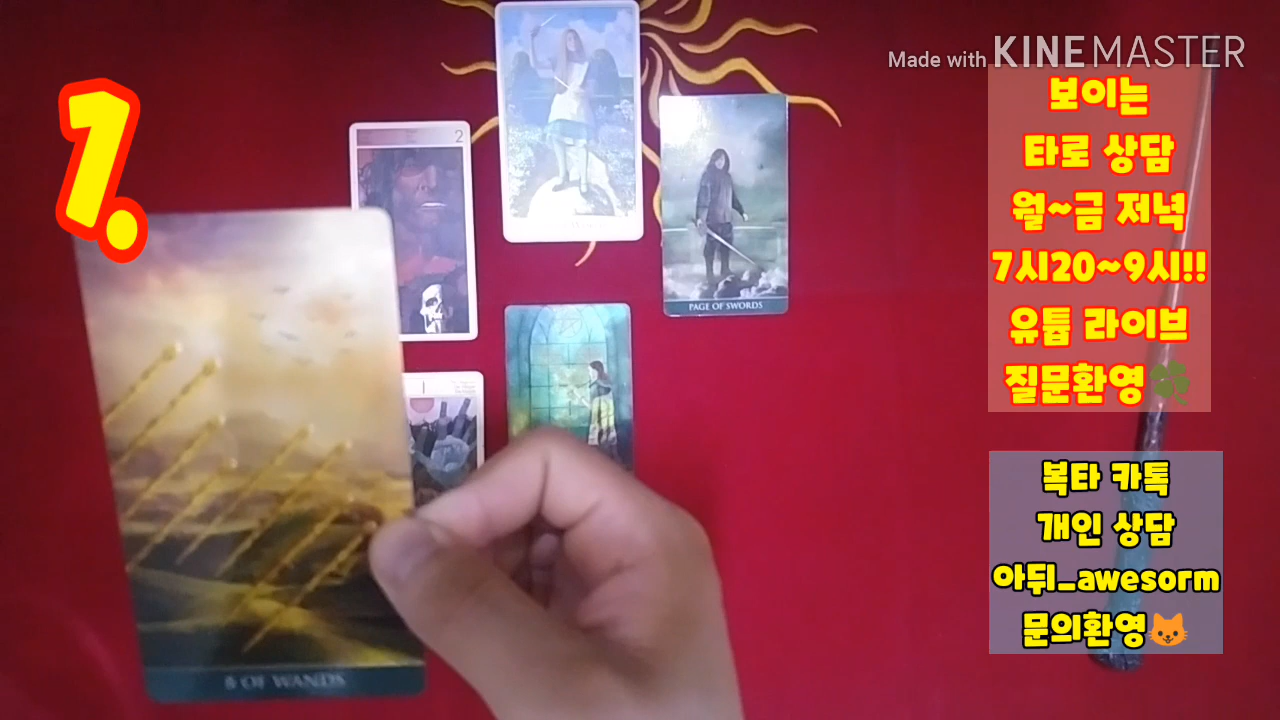 Made with KINEMASTER
1.
보이는
타로 상담
월~금 저녁
7시20~9시!!
유튭 라이브
질문환영
복타 카톡
개인 상담
아뒤_awesorm
문의환영
2
PAGE OF SWORDS
8 OF WANDS